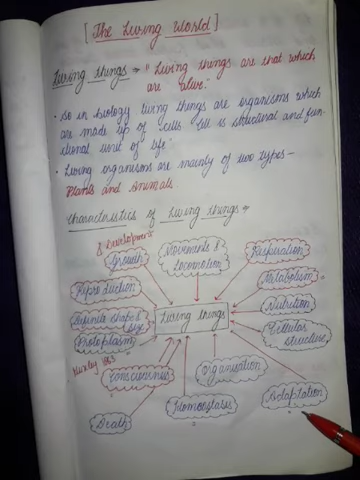 [ The Living World ]
Living things ⇒ "Living things are that which
are alive."
• So in biology living things are organisms which
are made up of cells. Cell is structural and fun-
ctional unit of life."
• Living organisms are mainly of two types -
Plants and Animals
Characteristics of Living things ⇒
& Development
Growth
Movements &
Locomotion
Respiration
Reproduction
Metabolism
Nutrition
Definite shape &
size
Living things
Cellular
structure
Protoplasm
Huxley
Consciousness
Organisation
Adaptation
Homeostasis
Death